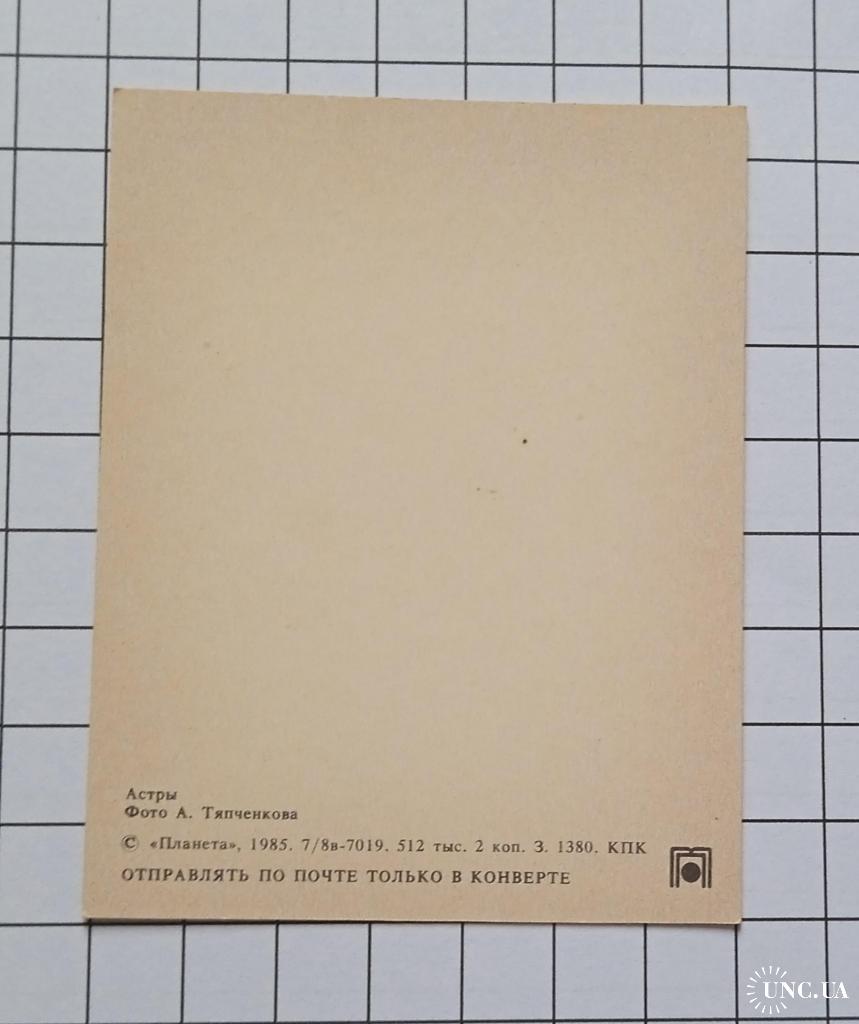 Астры
Фото А. Тяпченкова
© «Планета», 1985. 7/8в-7019. 512 тыс. 2 коп. З. 1380. КПК
ОТПРАВЛЯТЬ ПО ПОЧТЕ ТОЛЬКО В КОНВЕРТЕ
UNC.UA